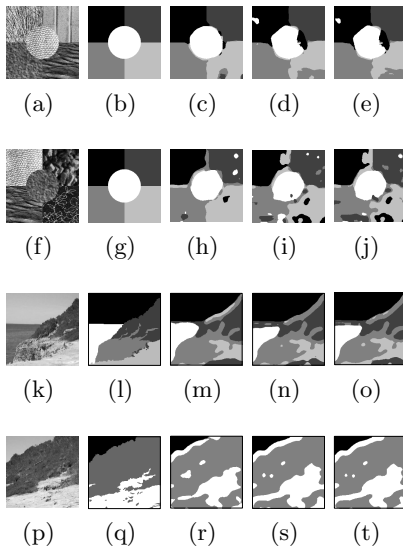 (a) (b) (c) (d) (e)
(f) (g) (h) (i) (j)
(k) (l) (m) (n) (o)
(p) (q) (r) (s) (t)